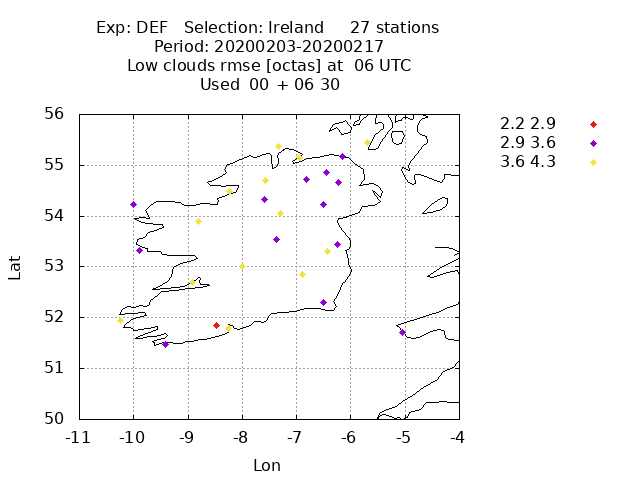 Exp: DEF   Selection: Ireland     27 stations
Period: 20200203-20200217
Low clouds rmse [octas] at  06 UTC
Used  00 + 06 30
2.2 2.9
2.9 3.6
3.6 4.3
56
55
54
53
52
51
50
Lat
-11 -10 -9 -8 -7 -6 -5 -4
Lon